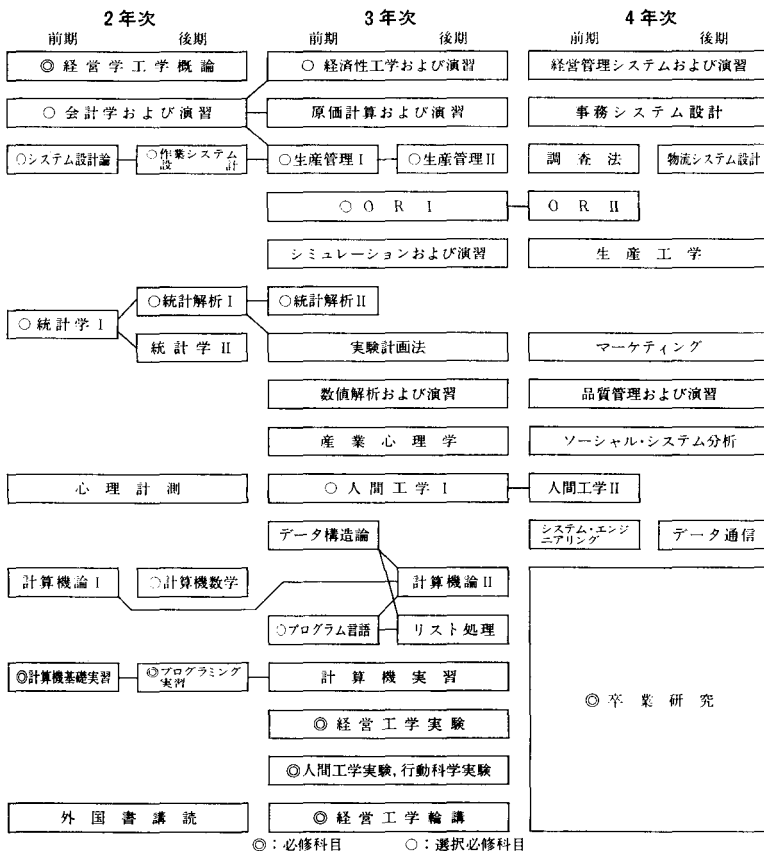 2年次 3年次 4年次
前期 後期 前期 後期 前期 後期
◎経営学工学概論 ○経済性工学および演習 経営管理システムおよび演習
○会計学および演習 原価計算および演習 事務システム設計
○システム設計論 ○作業システム設計 ○生産管理Ⅰ ○生産管理Ⅱ 調査法 物流システム設計
○ORⅠ ORⅡ
シミュレーションおよび演習 生産工学
○統計解析Ⅰ ○統計解析Ⅱ
○統計学Ⅰ
統計学Ⅱ 実験計画法 マーケティング
数値解析および演習 品質管理および演習
産業心理学 ソーシャル・システム分析
心理計測 ○人間工学Ⅰ 人間工学Ⅱ
データ構造論 システム・エンジニアリング データ通信
計算機論Ⅰ ○計算機数学 計算機論Ⅱ
○プログラム言語 リスト処理
◎計算機基礎実習 ◎プログラミング実習 計算機実習
◎卒業研究
◎経営工学実験
◎人間工学実験,行動科学実験
外国書講読 ◎経営工学輪講
◎:必修科目 ○:選択必修科目